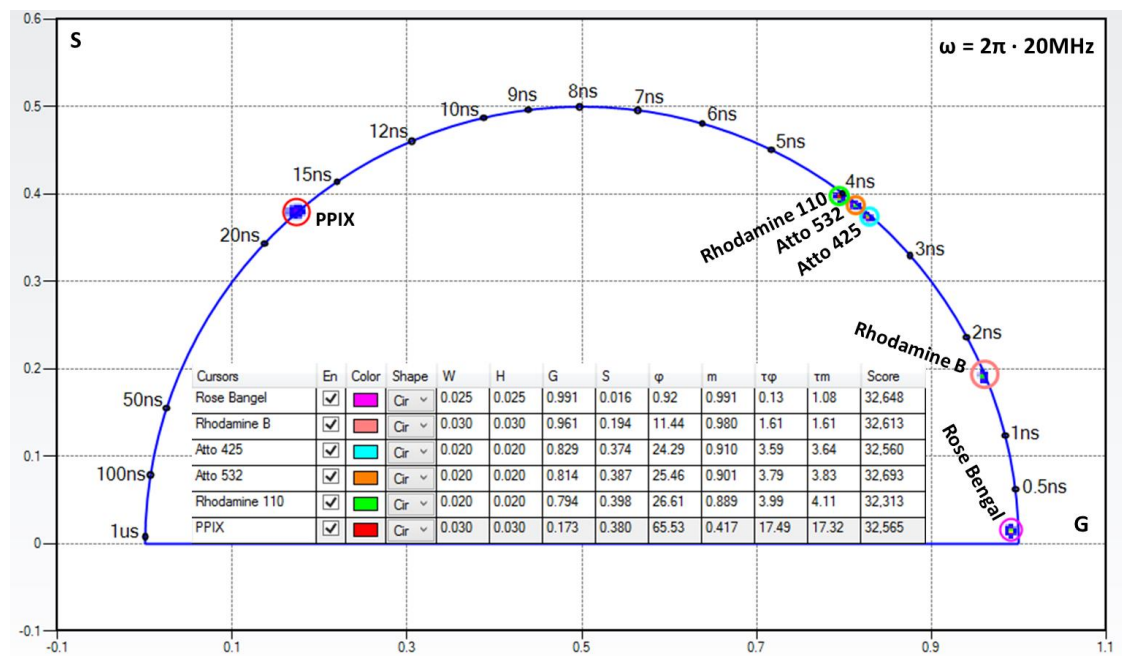 0.6
S
ω = 2π · 20MHz
0.5
10ns
9ns
8ns
7ns
6ns
12ns
5ns
0.4
15ns
4ns
Rhodamine 110
Atto 532
Atto 425
PPIX
20ns
3ns
0.3
2ns
Rhodamine B
0.2
50ns
Cursors En Color Shape W H G S φ m τφ τm Score
Rose Bangel Cir 0.025 0.025 0.991 0.016 0.92 0.991 0.13 1.08 32,648
Rhodamine B Cir 0.030 0.030 0.961 0.194 11.44 0.980 1.61 1.61 32,613
Atto 425 Cir 0.020 0.020 0.829 0.374 24.29 0.910 3.59 3.64 32,560
Atto 532 Cir 0.020 0.020 0.814 0.387 25.46 0.901 3.79 3.83 32,693
Rhodamine 110 Cir 0.020 0.020 0.794 0.398 26.61 0.889 3.99 4.11 32,313
PPIX Cir 0.030 0.030 0.173 0.380 65.53 0.417 17.49 17.32 32,565
1ns
0.1
100ns
0.5ns
Rose Bengal
G
1us
0
-0.1
-0.1 0.1 0.3 0.5 0.7 0.9 1.1